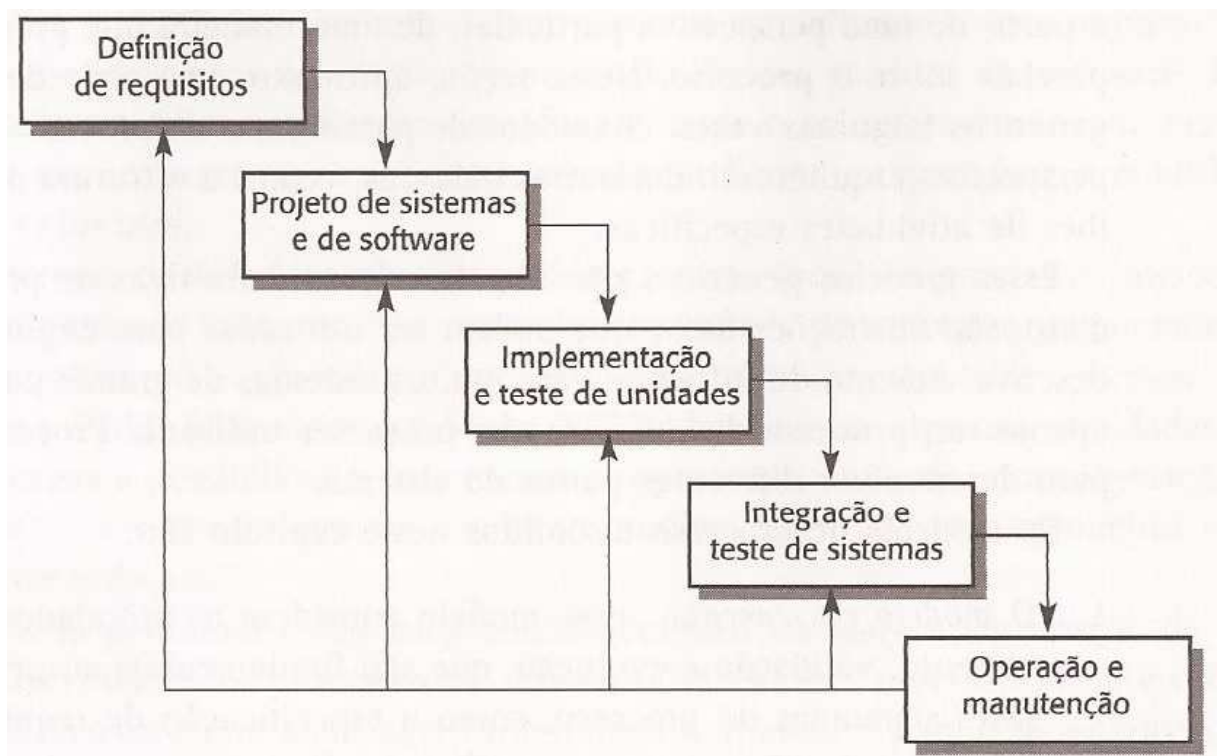 Definição
de requisitos
Projeto de sistemas
e de software
Implementação
e teste de unidades
Integração e
teste de sistemas
Operação e
manutenção